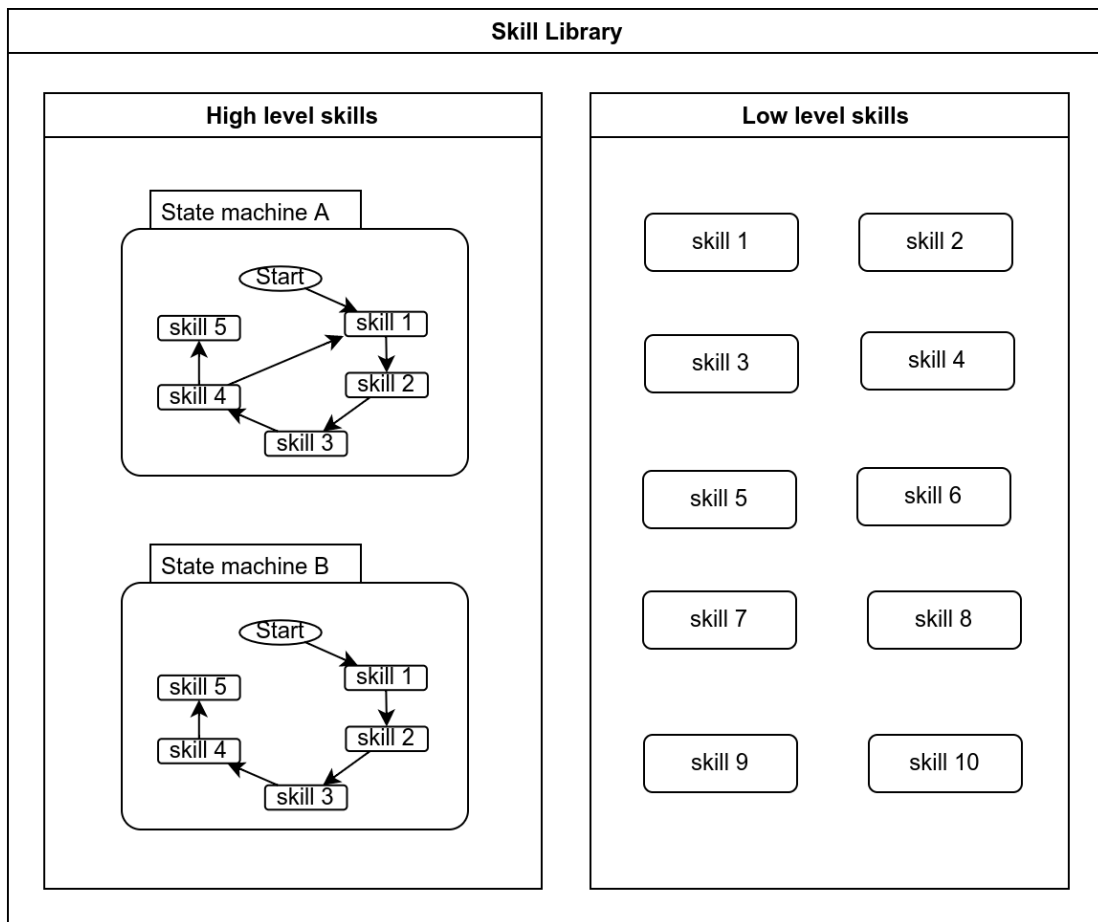 Skill Library
High level skills
State machine A
Start
skill 1
skill 5
skill 2
skill 4
skill 3
State machine B
Start
skill 1
skill 5
skill 2
skill 4
skill 3
Low level skills
skill 1
skill 2
skill 3
skill 4
skill 5
skill 6
skill 7
skill 8
skill 9
skill 10